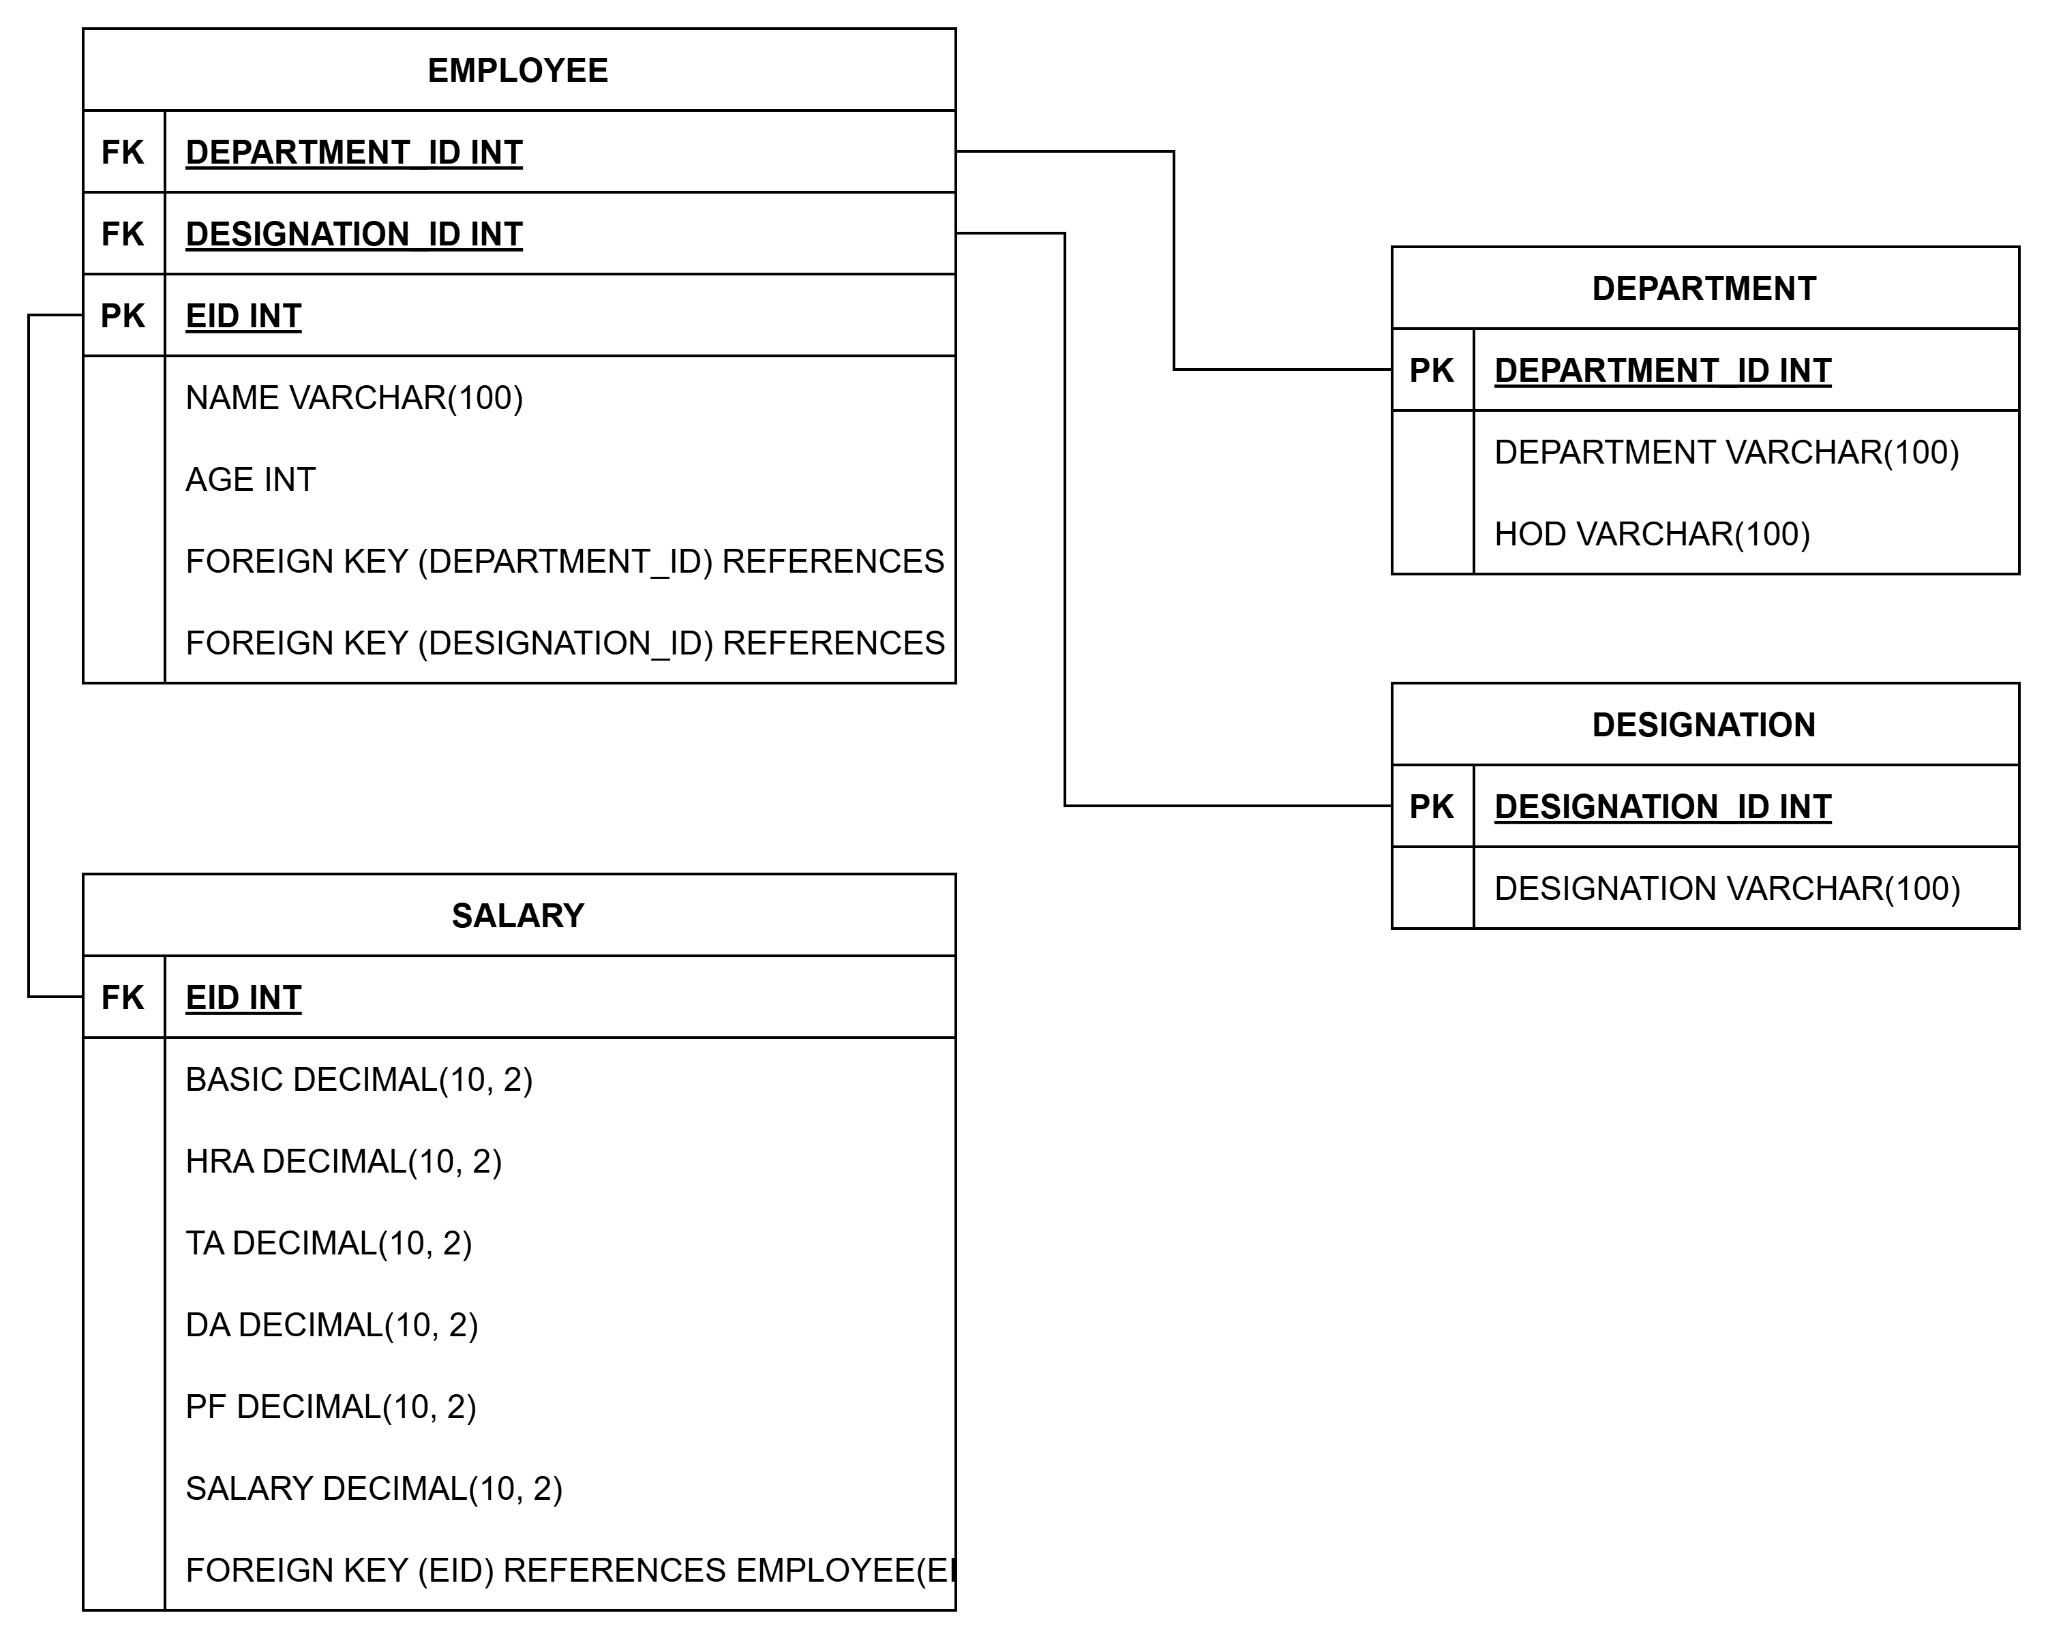 EMPLOYEE
FK DEPARTMENT_ID INT
FK DESIGNATION_ID INT
PK EID INT
NAME VARCHAR(100)
AGE INT
FOREIGN KEY (DEPARTMENT_ID) REFERENCES
FOREIGN KEY (DESIGNATION_ID) REFERENCES
DEPARTMENT
PK DEPARTMENT_ID INT
DEPARTMENT VARCHAR(100)
HOD VARCHAR(100)
DESIGNATION
PK DESIGNATION_ID INT
DESIGNATION VARCHAR(100)
SALARY
FK EID INT
BASIC DECIMAL(10, 2)
HRA DECIMAL(10, 2)
TA DECIMAL(10, 2)
DA DECIMAL(10, 2)
PF DECIMAL(10, 2)
SALARY DECIMAL(10, 2)
FOREIGN KEY (EID) REFERENCES EMPLOYEE(EI